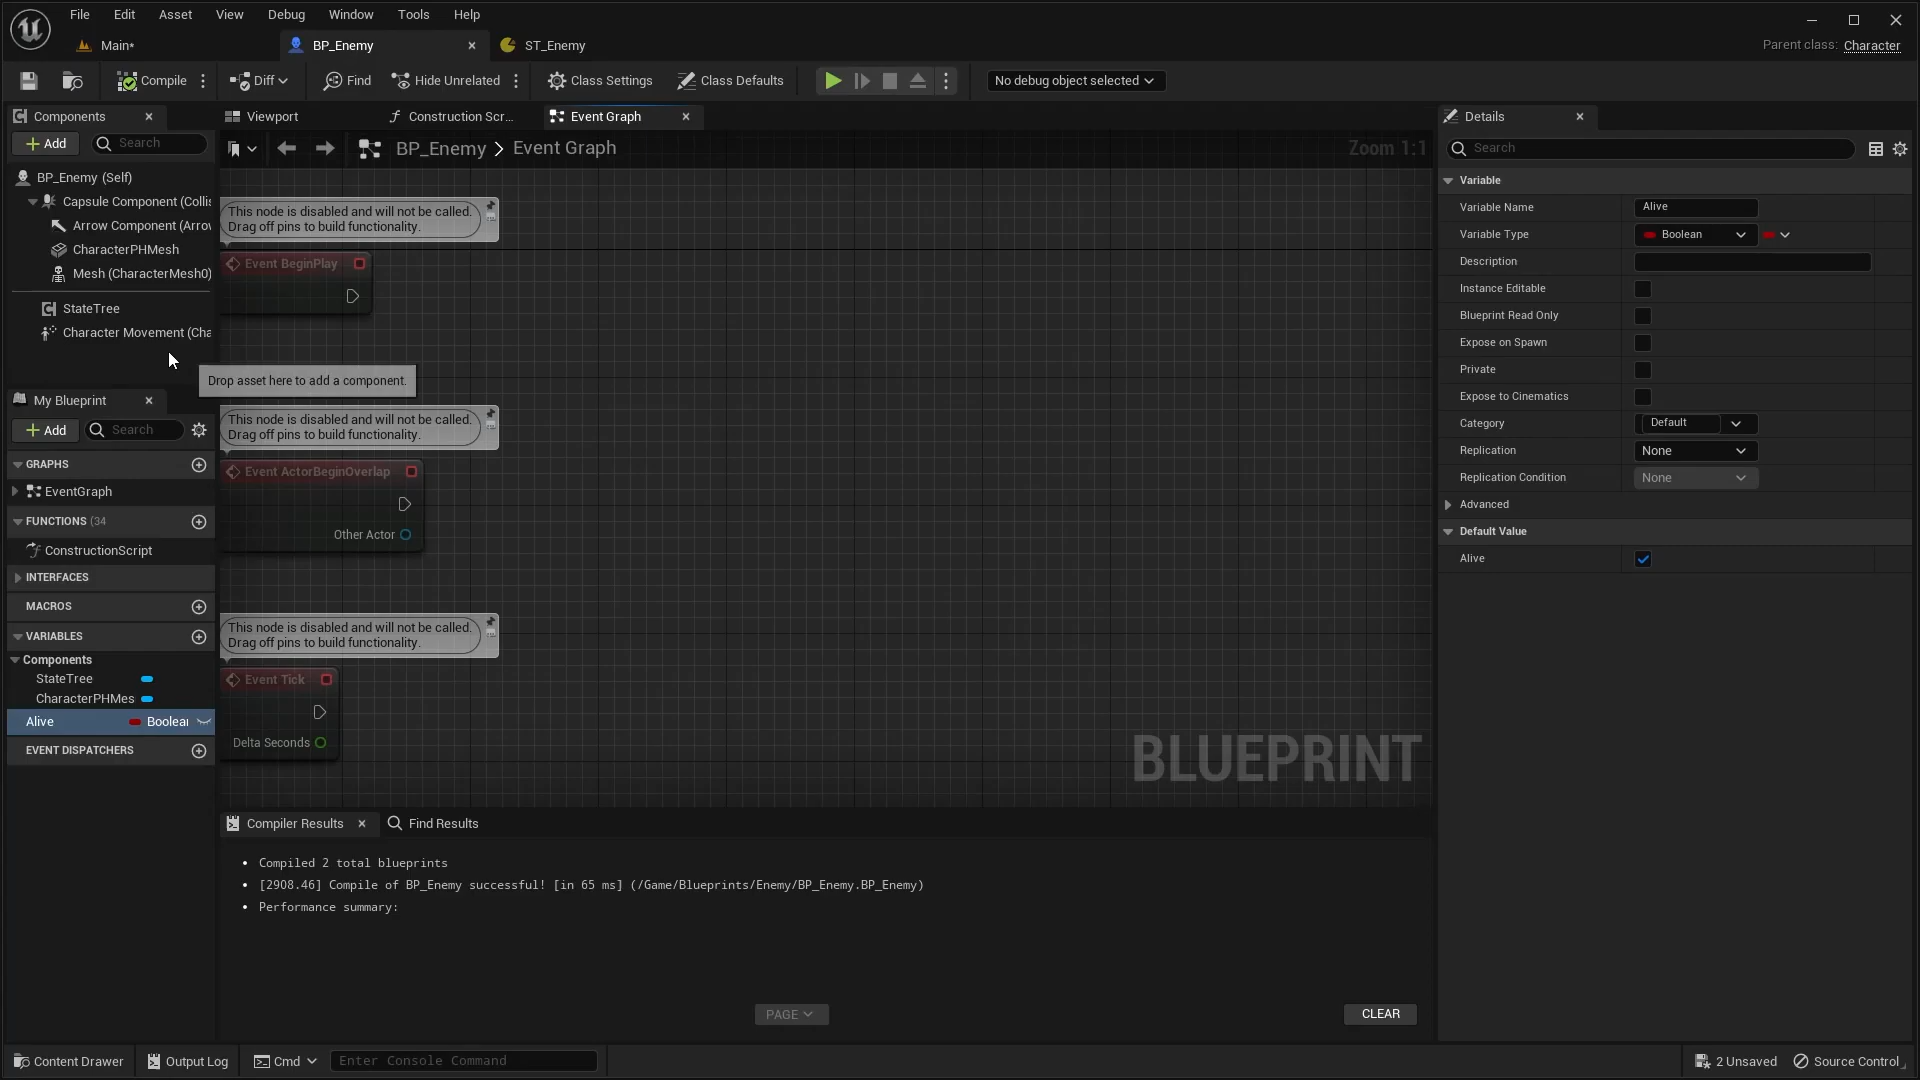 File Edit Asset View Debug Window Tools Help
Main*
BP_Enemy
ST_Enemy
Parent class: Character
Compile
Diff
Find
Hide Unrelated
Class Settings
Class Defaults
No debug object selected
Components
Viewport
Construction Scr...
Event Graph
Details
Add
Search
BP_Enemy > Event Graph
Zoom 1:1
Search
BP_Enemy (Self)
Capsule Component (Collis
Arrow Component (Arrov
CharacterPHMesh
Mesh (CharacterMesh0)
StateTree
Character Movement (Cha
Drop asset here to add a component.
My Blueprint
Add
Search
GRAPHS
EventGraph
FUNCTIONS (34
ConstructionScript
INTERFACES
MACROS
VARIABLES
Components
StateTree
CharacterPHMes
Alive
Boolear
EVENT DISPATCHERS
This node is disabled and will not be called.
Drag off pins to build functionality.
Event BeginPlay
This node is disabled and will not be called.
Drag off pins to build functionality.
Event ActorBeginOverlap
Other Actor
This node is disabled and will not be called.
Drag off pins to build functionality.
Event Tick
Delta Seconds
BLUEPRINT
Variable
Variable Name
Alive
Variable Type
Boolean
Description
Instance Editable
Blueprint Read Only
Expose on Spawn
Private
Expose to Cinematics
Category
Default
Replication
None
Replication Condition
None
Advanced
Default Value
Alive
Compiler Results
Find Results
• Compiled 2 total blueprints
• [2908.46] Compile of BP_Enemy successful! [in 65 ms] (/Game/Blueprints/Enemy/BP_Enemy.BP_Enemy)
• Performance summary:
PAGE
CLEAR
Content Drawer
Output Log
Cmd
Enter Console Command
2 Unsaved
Source Control